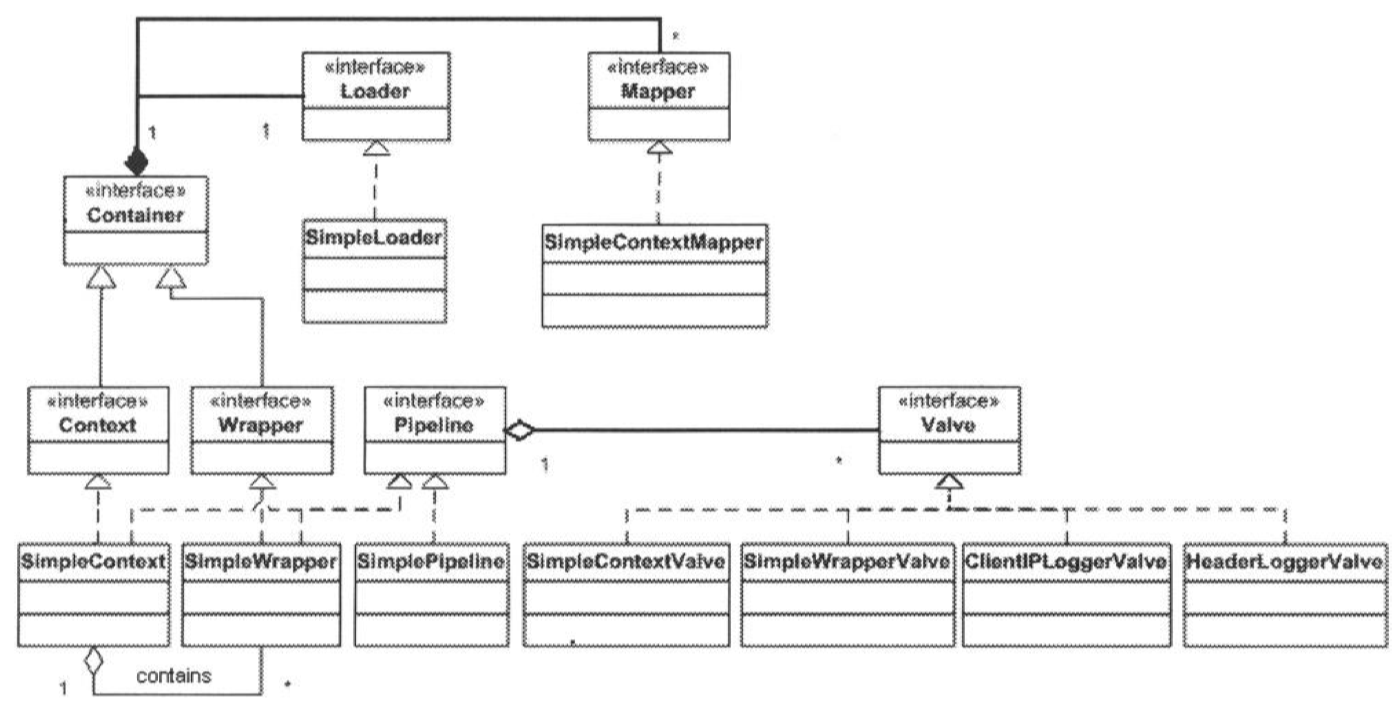 *
«interface»
Loader
«interface»
Mapper
1
1
«interface»
Container
SimpleLoader
SimpleContextMapper
«interface»
Context
«interface»
Wrapper
«interface»
Pipeline
«interface»
Valve
1
*
SimpleContext
SimpleWrapper
SimplePipeline
SimpleContextValve
SimpleWrapperValve
ClientIPLoggerValve
HeaderLoggerValve
1
contains
*